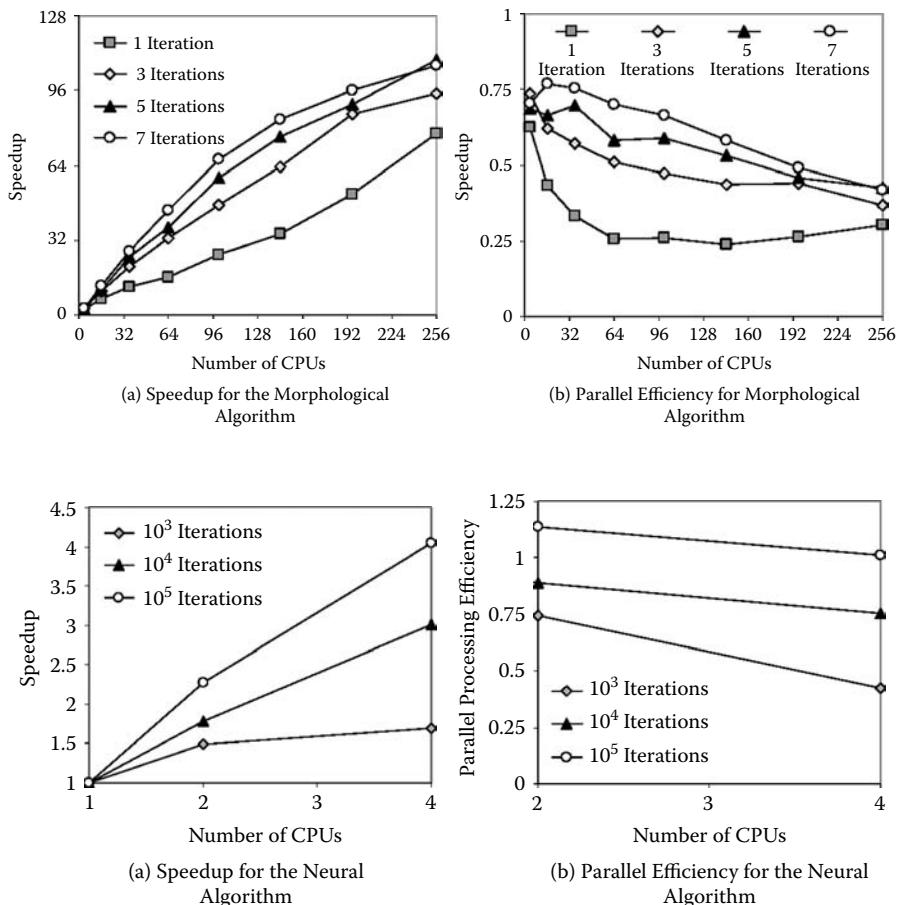 128
96
64
32
0
Speedup
1 Iteration
3 Iterations
5 Iterations
7 Iterations
0 32 64 96 128 160 192 224 256
Number of CPUs
(a) Speedup for the Morphological
Algorithm
1
0.75
0.5
0.25
0
Speedup
1 3 5 7
Iteration Iterations Iterations Iterations
0 32 64 96 128 160 192 224 256
Number of CPUs
(b) Parallel Efficiency for Morphological
Algorithm
4.5
4
3.5
3
2.5
2
1.5
1
Speedup
10³ Iterations
10⁴ Iterations
10⁵ Iterations
1 2 3 4
Number of CPUs
(a) Speedup for the Neural
Algorithm
1.25
1
0.75
0.5
0.25
0
Parallel Processing Efficiency
10³ Iterations
10⁴ Iterations
10⁵ Iterations
2 3 4
Number of CPUs
(b) Parallel Efficiency for the Neural
Algorithm